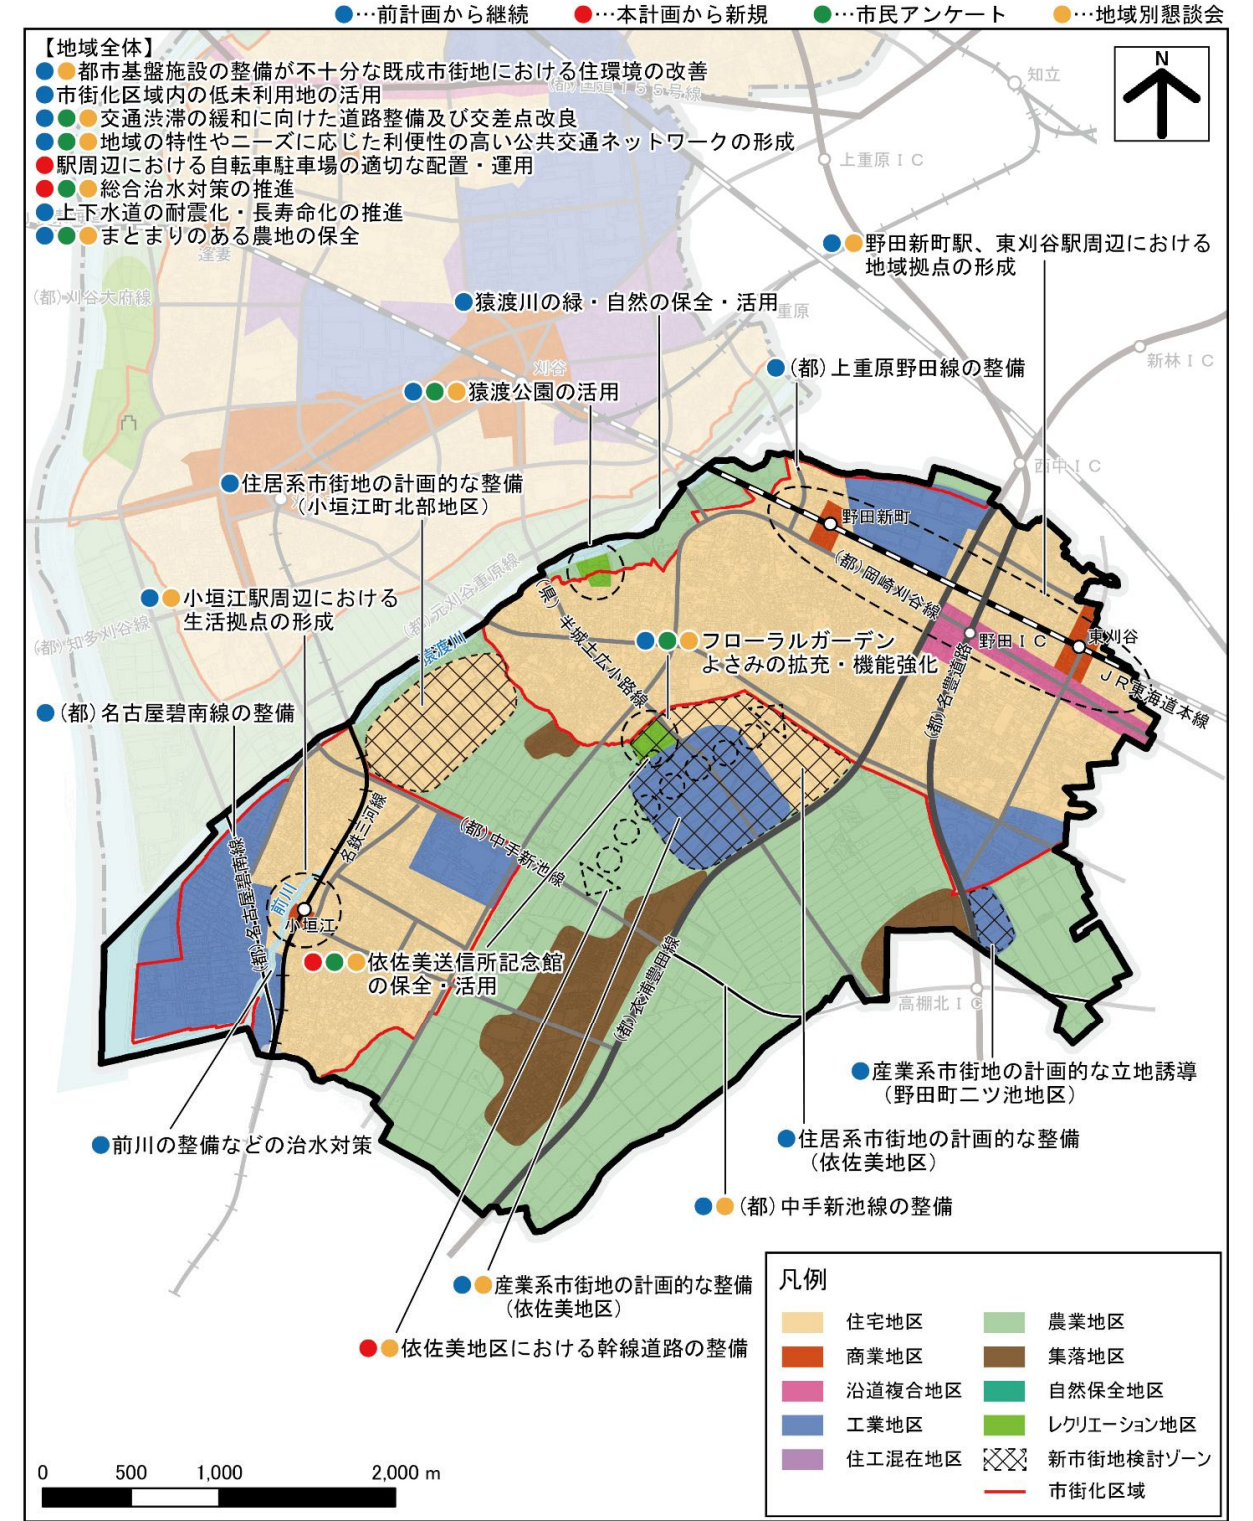 ●…前計画から継続 ●…本計画から新規 ●…市民アンケート ●…地域別懇談会
【地域全体】
●●都市基盤施設の整備が不十分な既成市街地における住環境の改善
●市街化区域内の低未利用地の活用
●●●交通渋滞の緩和に向けた道路整備及び交差点改良
●●●地域の特性やニーズに応じた利便性の高い公共交通ネットワークの形成
●駅周辺における自転車駐車場の適切な配置・運用
●●●総合治水対策の推進
●上下水道の耐震化・長寿命化の推進
●●●まとまりのある農地の保全
N
(都)国道155号線
知立
上重原IC
逢妻
(都)刈谷大府線
●●野田新町駅、東刈谷駅周辺における
地域拠点の形成
●猿渡川の緑・自然の保全・活用
重原
新林IC
刈谷
●(都)上重原野田線の整備
●●●猿渡公園の活用
西中IC
●住居系市街地の計画的な整備
(小垣江町北部地区)
野田新町
(都)岡崎刈谷線
(都)元刈谷重原線
(県)半城土広小路線
●●小垣江駅周辺における
生活拠点の形成
(都)知多刈谷線
猿渡川
●●●フローラルガーデン
よさみの拡充・機能強化
野田IC
東刈谷
JR東海道本線
(都)名豊道路
●(都)名古屋碧南線の整備
名鉄三河線
(都)中手新池線
(都)名古屋碧南線
前川
小垣江
●●●依佐美送信所記念館
の保全・活用
(都)衣浦豊田線
高棚北IC
●産業系市街地の計画的な立地誘導
(野田町二ツ池地区)
●前川の整備などの治水対策
●住居系市街地の計画的な整備
(依佐美地区)
●●(都)中手新池線の整備
●●産業系市街地の計画的な整備
(依佐美地区)
●●依佐美地区における幹線道路の整備
凡例
住宅地区 農業地区
商業地区 集落地区
沿道複合地区 自然保全地区
工業地区 レクリエーション地区
住工混在地区 新市街地検討ゾーン
市街化区域
0 500 1,000 2,000 m